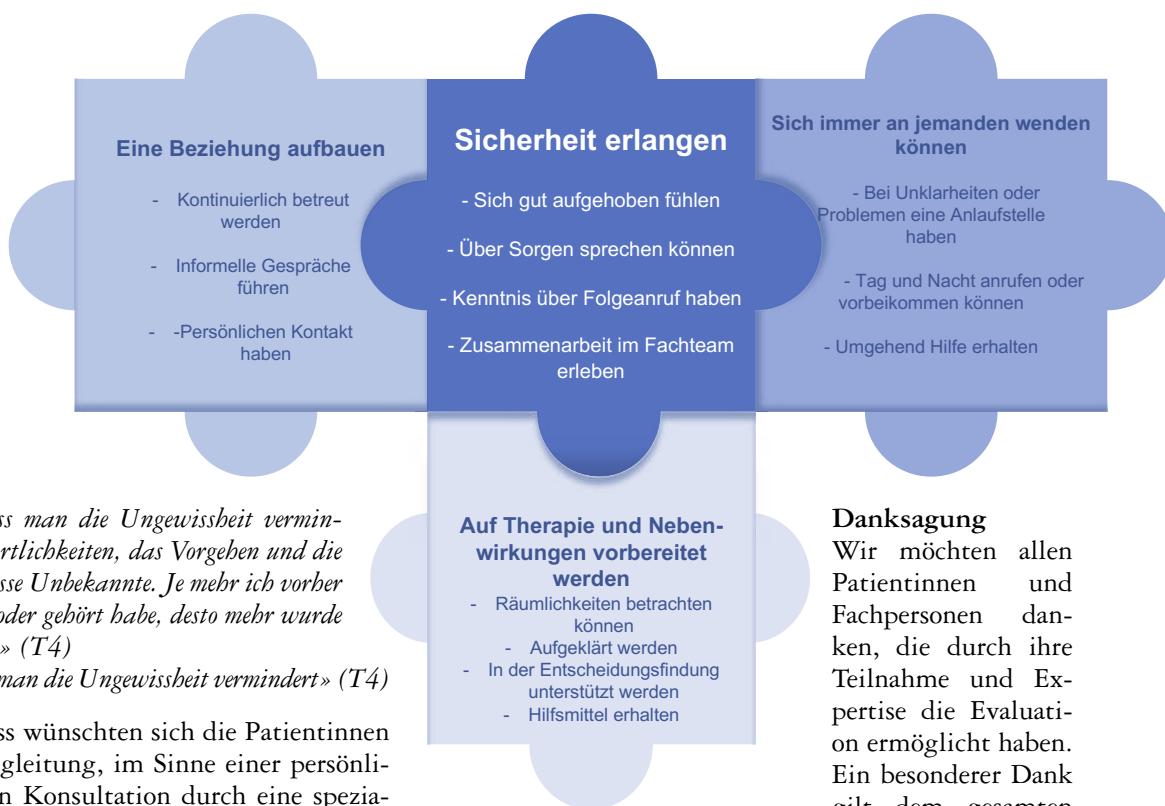 Eine Beziehung aufbauen
- Kontinuierlich betreut
werden
- Informelle Gespräche
führen
- -Persönlichen Kontakt
haben
Sicherheit erlangen
- Sich gut aufgehoben fühlen
- Über Sorgen sprechen können
- Kenntnis über Folgeanruf haben
- Zusammenarbeit im Fachteam
erleben
Sich immer an jemanden wenden
können
- Bei Unklarheiten oder
Problemen eine Anlaufstelle
haben
- Tag und Nacht anrufen oder
vorbeikommen können
- Umgehend Hilfe erhalten
Auf Therapie und Neben-
wirkungen vorbereitet
werden
- Räumlichkeiten betrachten
können
- Aufgeklärt werden
- In der Entscheidungsfindung
unterstützt werden
- Hilfsmittel erhalten
ss man die Ungewissheit vermin-
rtlichkeiten, das Vorgehen und die
sse Unbekannte. Je mehr ich vorher
oder gehört habe, desto mehr wurde
» (T4)
man die Ungewissheit vermindert» (T4)
ss wünschten sich die Patientinnen
gleitung, im Sinne einer persönli-
n Konsultation durch eine spezia-
Danksagung
Wir möchten allen
Patientinnen und
Fachpersonen dan-
ken, die durch ihre
Teilnahme und Ex-
pertise die Evaluati-
on ermöglicht haben.
Ein besonderer Dank
gilt dem gesamten